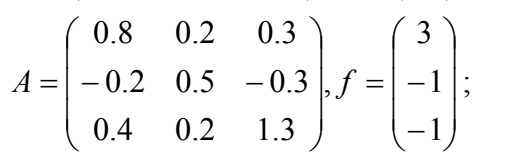 A = ( 0.8 0.2 0.3 ) , f = ( 3 ) ;
( −0.2 0.5 −0.3 ) ( −1 )
( 0.4 0.2 1.3 ) ( −1 )